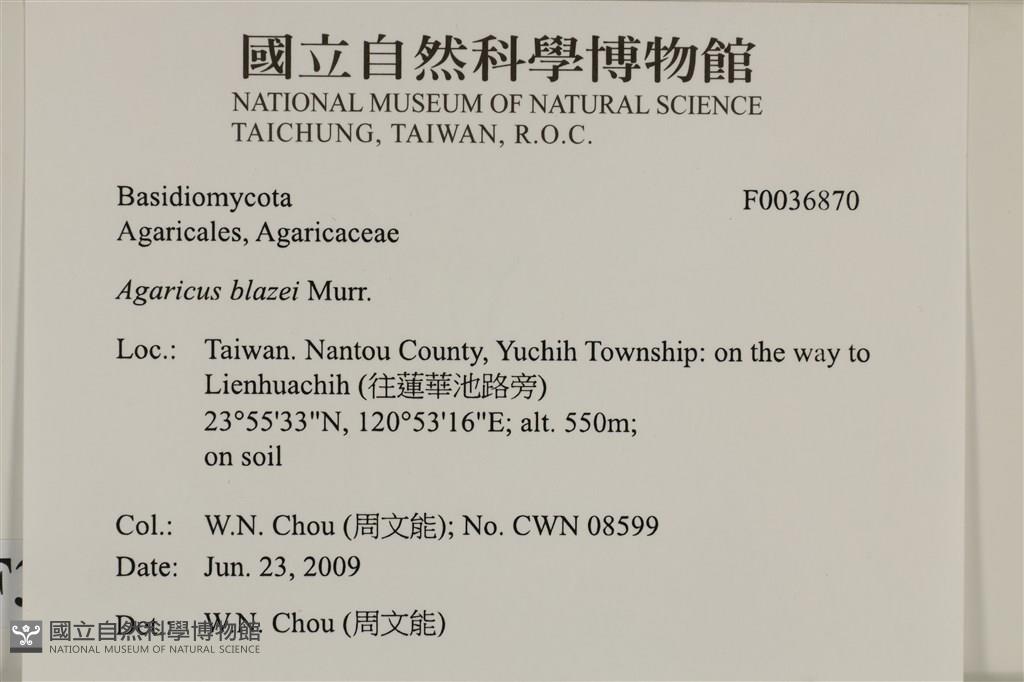 國立自然科學博物館
NATIONAL MUSEUM OF NATURAL SCIENCE
TAICHUNG, TAIWAN, R.O.C.
Basidiomycota F0036870
Agaricales, Agaricaceae
Agaricus blazei Murr.
Loc.: Taiwan. Nantou County, Yuchih Township: on the way to
Lienhuachih (往蓮華池路旁)
23°55'33"N, 120°53'16"E; alt. 550m;
on soil
Col.: W.N. Chou (周文能); No. CWN 08599
Date: Jun. 23, 2009
Det.: W.N. Chou (周文能)
國立自然科學博物館
NATIONAL MUSEUM OF NATURAL SCIENCE